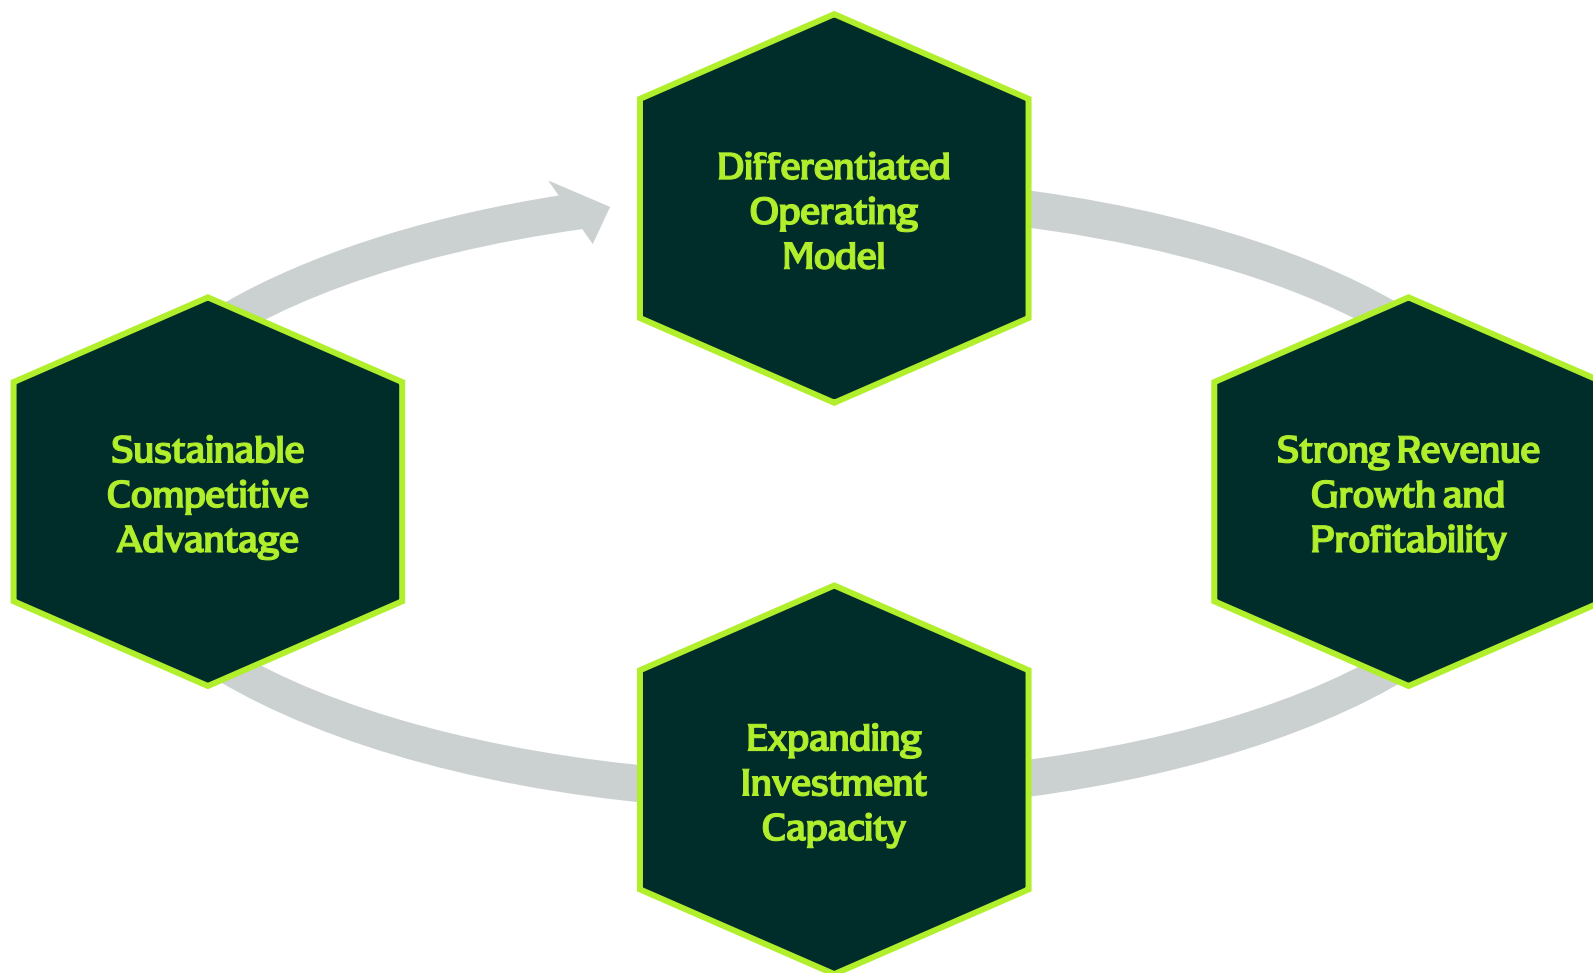 Differentiated
Operating
Model
Strong Revenue
Growth and
Profitability
Expanding
Investment
Capacity
Sustainable
Competitive
Advantage